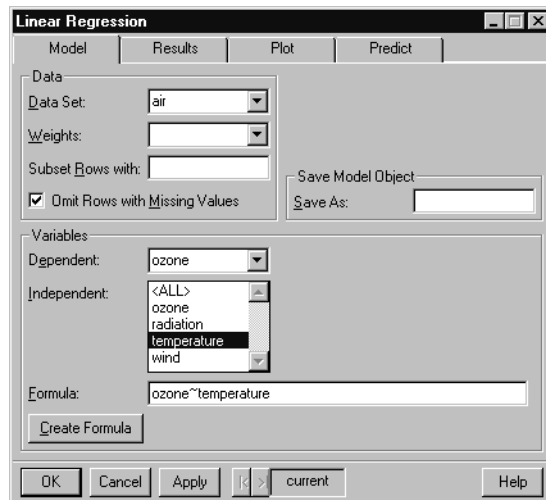 Linear Regression
Model Results Plot Predict
Data
Data Set: air
Weights:
Subset Rows with:
Omit Rows with Missing Values
Save Model Object
Save As:
Variables
Dependent: ozone
Independent: <ALL>
ozone
radiation
temperature
wind
Formula: ozone~temperature
Create Formula
OK Cancel Apply current Help